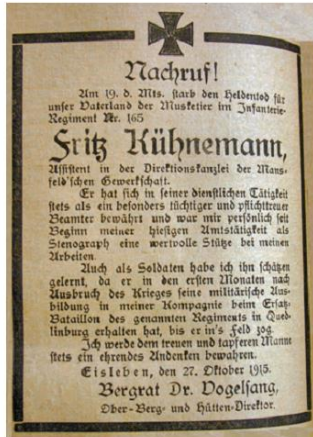 Nachruf!
Am 19. d. Mts. starb den Heldentod für
unser Vaterland der Musketier im Infanterie-
Regiment Nr. 165
Fritz Kühnemann,
Assistent in der Direktionskanzlei der Mans-
feld'schen Gewerkschaft.
Er hat sich in seiner dienstlichen Tätigkeit
stets als ein besonders tüchtiger und pflichttreuer
Beamter bewährt und war mir persönlich seit
Beginn meiner hiesigen Amtstätigkeit als
Stenograph eine wertvolle Stütze bei meinen
Arbeiten.
Auch als Soldaten habe ich ihn schätzen
gelernt, da er in den ersten Monaten nach
Ausbruch des Krieges seine militärische Aus-
bildung in meiner Kompagnie beim Ersatz-
Bataillon des genannten Regiments in Qued-
linburg erhalten hat, bis er in's Feld zog.
Ich werde dem treuen und tapferen Manne
stets ein ehrendes Andenken bewahren.
Eisleben, den 27. Oktober 1915.
Bergrat Dr. Vogelsang,
Ober-Berg- und Hütten-Direktor.